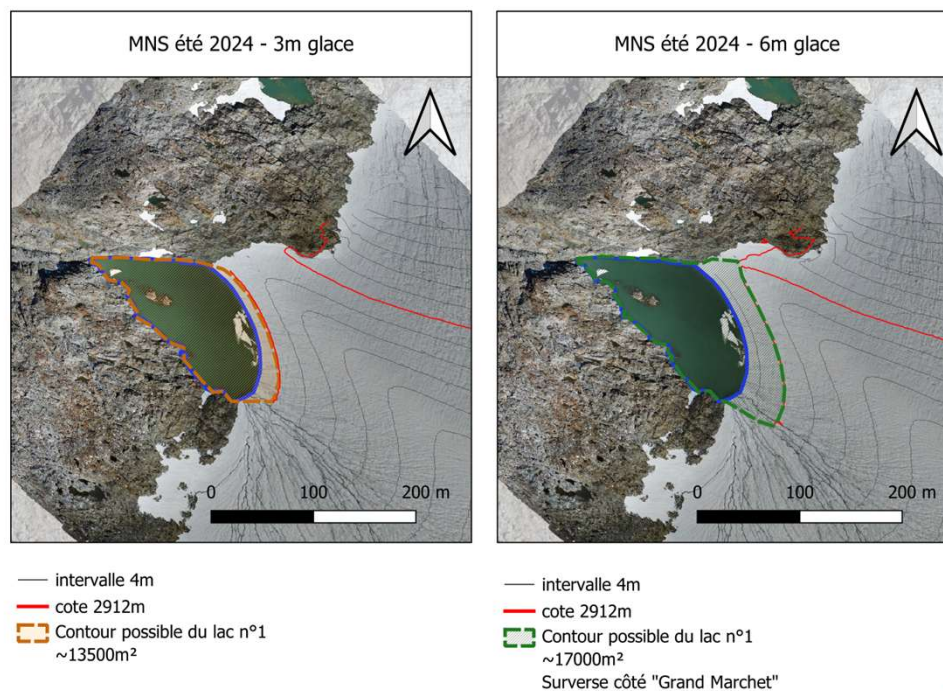 MNS été 2024 - 3m glace
0 100 200 m
intervalle 4m
cote 2912m
Contour possible du lac n°1
~13500m²
MNS été 2024 - 6m glace
0 100 200 m
intervalle 4m
cote 2912m
Contour possible du lac n°1
~17000m²
Surverse côté "Grand Marchet"